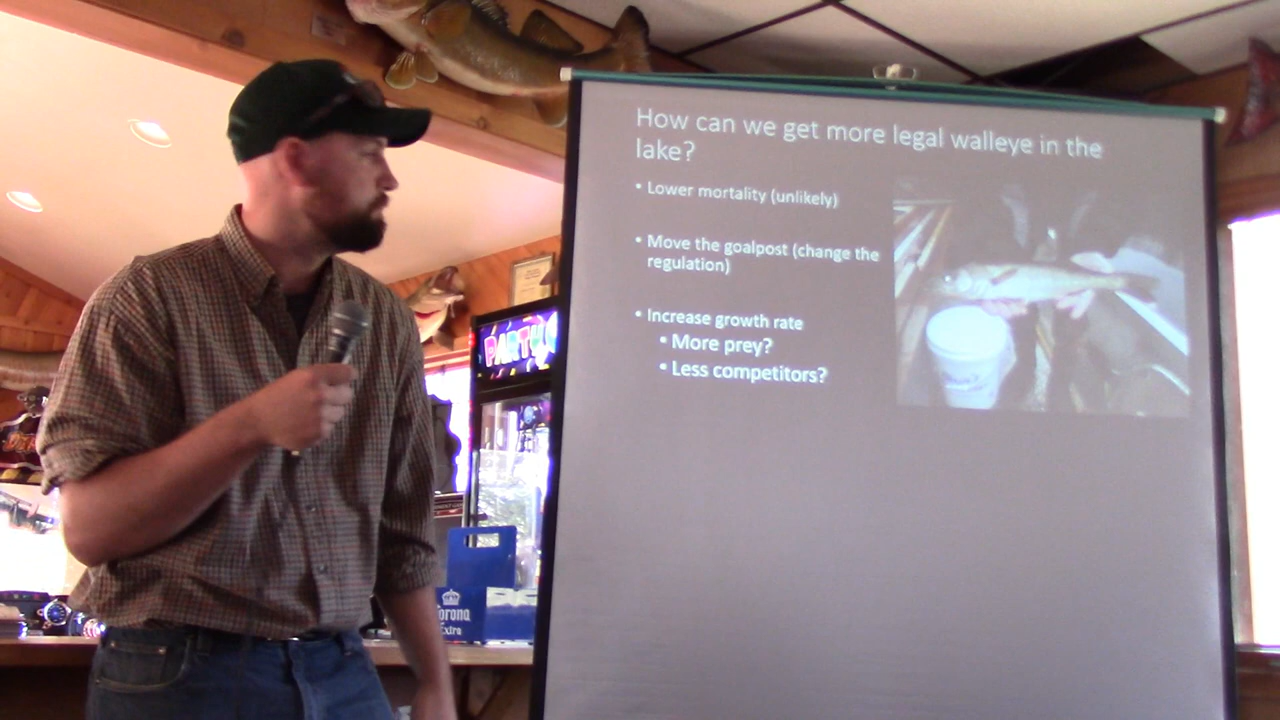 How can we get more legal walleye in the
lake?
• Lower mortality (unlikely)
• Move the goalpost (change the
regulation)
• Increase growth rate
• More prey?
• Less competitors?
PARTY
Corona
Extra